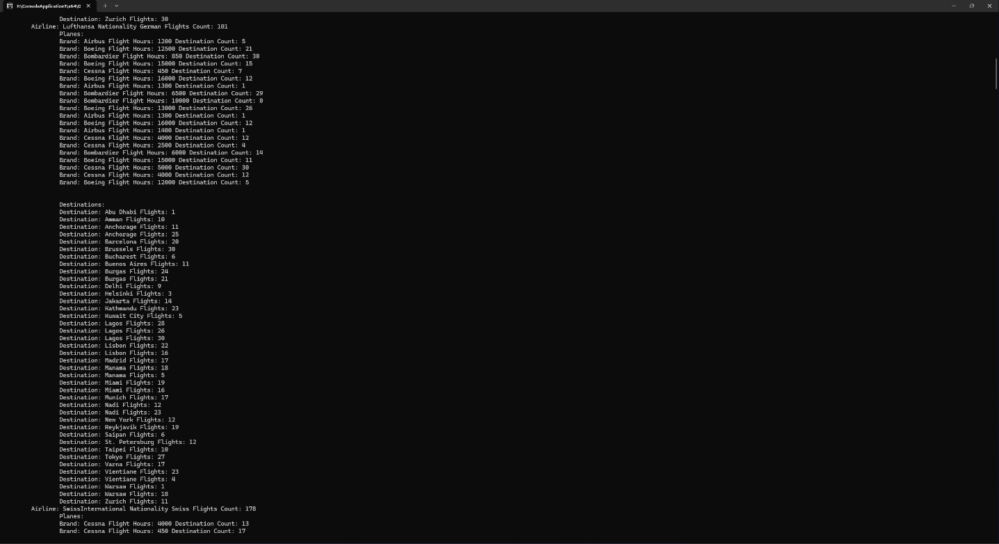 F:\ConsoleApplication1\x64\D
Destination: Zurich Flights: 30
Airline: Lufthansa Nationality German Flights Count: 101
Planes:
Brand: Airbus Flight Hours: 1200 Destination Count: 5
Brand: Boeing Flight Hours: 12500 Destination Count: 21
Brand: Bombardier Flight Hours: 850 Destination Count: 30
Brand: Boeing Flight Hours: 15000 Destination Count: 15
Brand: Cessna Flight Hours: 450 Destination Count: 7
Brand: Boeing Flight Hours: 16000 Destination Count: 12
Brand: Airbus Flight Hours: 1300 Destination Count: 1
Brand: Bombardier Flight Hours: 6500 Destination Count: 29
Brand: Bombardier Flight Hours: 10000 Destination Count: 0
Brand: Boeing Flight Hours: 13000 Destination Count: 26
Brand: Airbus Flight Hours: 1300 Destination Count: 1
Brand: Boeing Flight Hours: 16000 Destination Count: 12
Brand: Airbus Flight Hours: 1400 Destination Count: 1
Brand: Cessna Flight Hours: 4000 Destination Count: 12
Brand: Cessna Flight Hours: 2500 Destination Count: 4
Brand: Bombardier Flight Hours: 6000 Destination Count: 14
Brand: Boeing Flight Hours: 15000 Destination Count: 11
Brand: Cessna Flight Hours: 5000 Destination Count: 30
Brand: Cessna Flight Hours: 4000 Destination Count: 12
Brand: Boeing Flight Hours: 12000 Destination Count: 5
Destinations:
Destination: Abu Dhabi Flights: 1
Destination: Amman Flights: 10
Destination: Anchorage Flights: 11
Destination: Anchorage Flights: 25
Destination: Barcelona Flights: 20
Destination: Brussels Flights: 30
Destination: Bucharest Flights: 6
Destination: Buenos Aires Flights: 11
Destination: Burgas Flights: 24
Destination: Burgas Flights: 21
Destination: Delhi Flights: 9
Destination: Helsinki Flights: 3
Destination: Jakarta Flights: 14
Destination: Kathmandu Flights: 23
Destination: Kuwait City Flights: 5
Destination: Lagos Flights: 28
Destination: Lagos Flights: 26
Destination: Lagos Flights: 30
Destination: Lisbon Flights: 22
Destination: Lisbon Flights: 16
Destination: Madrid Flights: 17
Destination: Manama Flights: 18
Destination: Manama Flights: 5
Destination: Miami Flights: 19
Destination: Miami Flights: 16
Destination: Munich Flights: 17
Destination: Nadi Flights: 12
Destination: Nadi Flights: 23
Destination: New York Flights: 12
Destination: Reykjavik Flights: 19
Destination: Saipan Flights: 6
Destination: St. Petersburg Flights: 12
Destination: Taipei Flights: 10
Destination: Tokyo Flights: 27
Destination: Varna Flights: 17
Destination: Vientiane Flights: 23
Destination: Vientiane Flights: 4
Destination: Warsaw Flights: 1
Destination: Warsaw Flights: 18
Destination: Zurich Flights: 11
Airline: SwissInternational Nationality Swiss Flights Count: 178
Planes:
Brand: Cessna Flight Hours: 4000 Destination Count: 13
Brand: Cessna Flight Hours: 450 Destination Count: 17